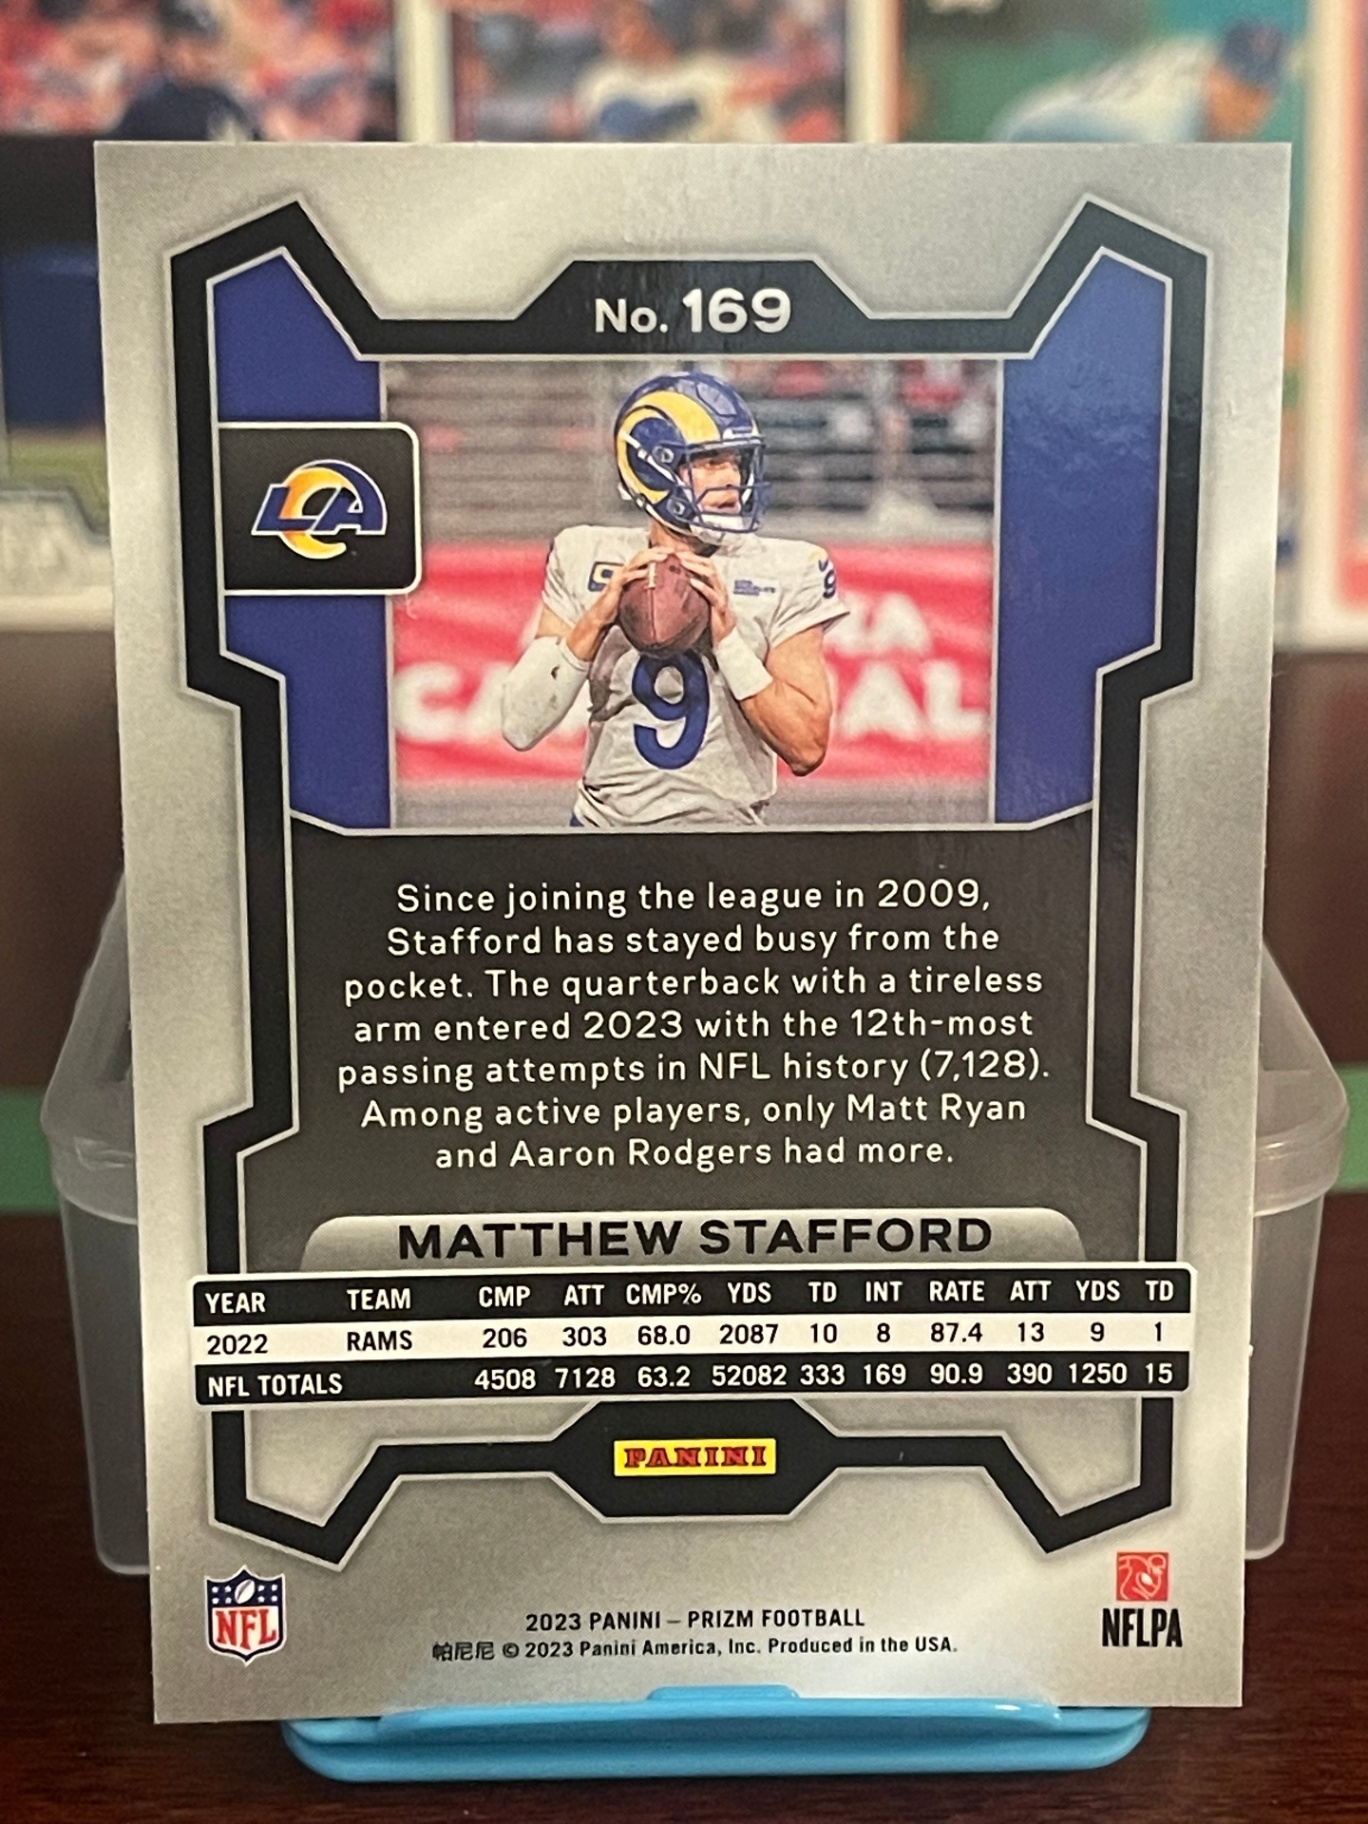 No. 169
LA
9
Since joining the league in 2009,
Stafford has stayed busy from the
pocket. The quarterback with a tireless
arm entered 2023 with the 12th-most
passing attempts in NFL history (7,128).
Among active players, only Matt Ryan
and Aaron Rodgers had more.
MATTHEW STAFFORD
YEAR TEAM CMP ATT CMP% YDS TD INT RATE ATT YDS TD
2022 RAMS 206 303 68.0 2087 10 8 87.4 13 9 1
NFL TOTALS 4508 7128 63.2 52082 333 169 90.9 390 1250 15
PANINI
NFL
NFLPA
2023 PANINI – PRIZM FOOTBALL
帕尼尼 © 2023 Panini America, Inc. Produced in the USA.